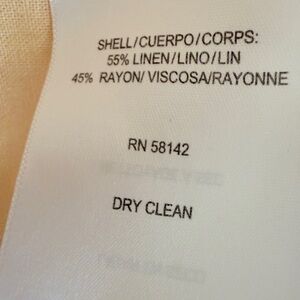 SHELL/CUERPO/CORPS:
55% LINEN/LINO/LIN
45% RAYON/VISCOSA/RAYONNE
RN 58142
DRY CLEAN